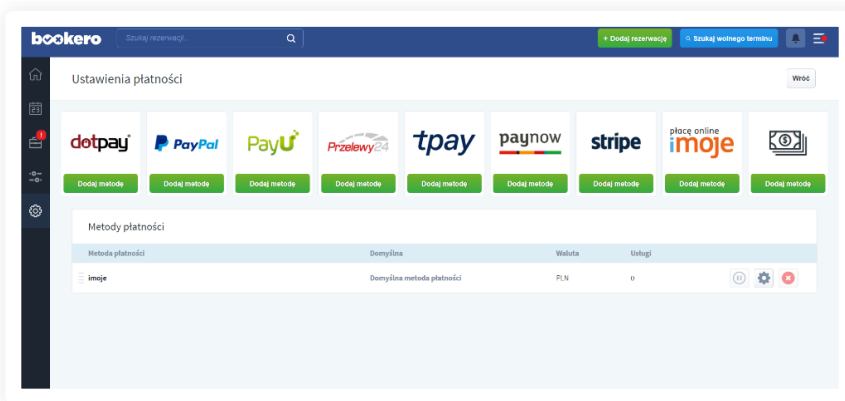 bookero
Szukaj rezerwacji...
+ Dodaj rezerwację
Szukaj wolnego terminu
Ustawienia płatności
Wróć
23
1
dotpay
PayPal
PayU
Przelewy24
tpay
paynow
stripe
płacę online
imoje
Dodaj metodę
Dodaj metodę
Dodaj metodę
Dodaj metodę
Dodaj metodę
Dodaj metodę
Dodaj metodę
Dodaj metodę
Dodaj metodę
Metody płatności
Metoda płatności Domyślna Waluta Usługi
imoje Domyślna metoda płatności PLN 0